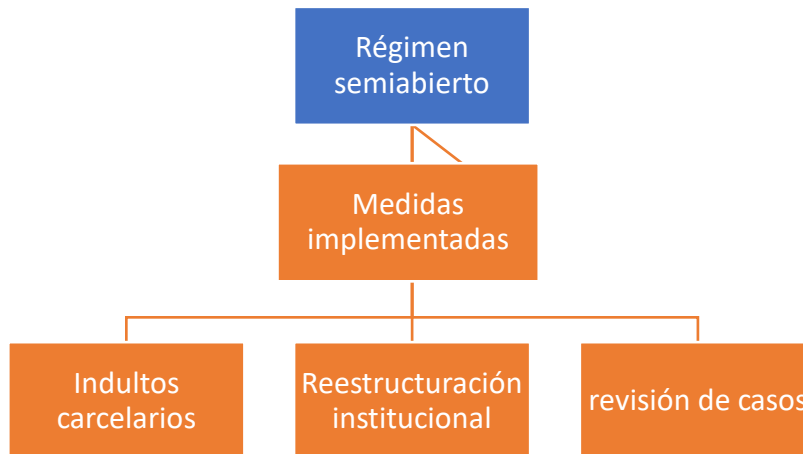 Régimen
semiabierto
Medidas
implementadas
Indultos
carcelarios
Reestructuración
institucional
revisión de casos